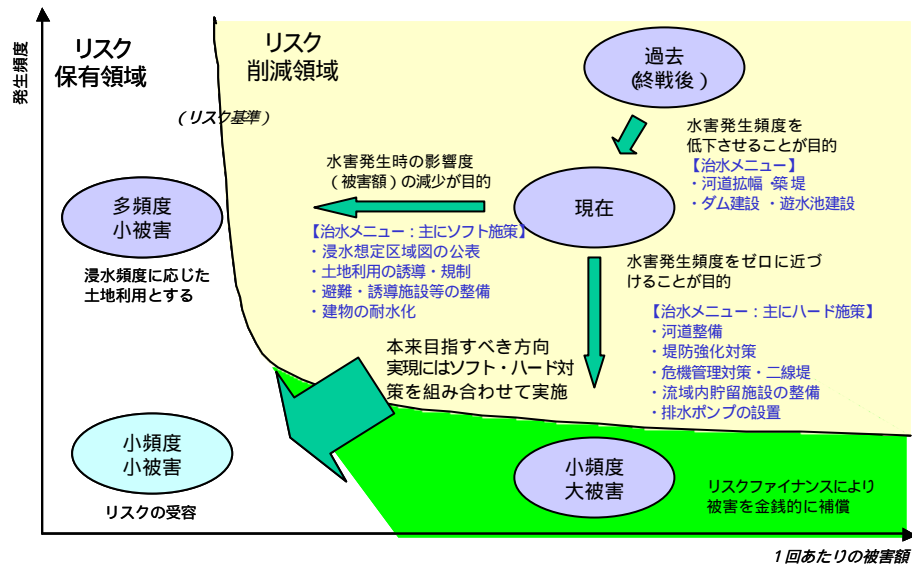 発生頻度
リスク
保有領域
リスク
削減領域
(リスク基準)
過去
(終戦後)
水害発生頻度を
低下させることが目的
【治水メニュー】
・河道拡幅・築堤
・ダム建設・遊水池建設
水害発生時の影響度
(被害額)の減少が目的
現在
【治水メニュー:主にソフト施策】
・浸水想定区域図の公表
・土地利用の誘導・規制
・避難・誘導施設等の整備
・建物の耐水化
多頻度
小被害
浸水頻度に応じた
土地利用とする
水害発生頻度をゼロに近づ
けることが目的
【治水メニュー:主にハード施策】
・河道整備
・堤防強化対策
・危機管理対策・二線堤
・流域内貯留施設の整備
・排水ポンプの設置
本来目指すべき方向
実現にはソフト・ハード対
策を組み合わせて実施
小頻度
小被害
リスクの受容
小頻度
大被害
リスクファイナンスにより
被害を金銭的に補償
1回あたりの被害額